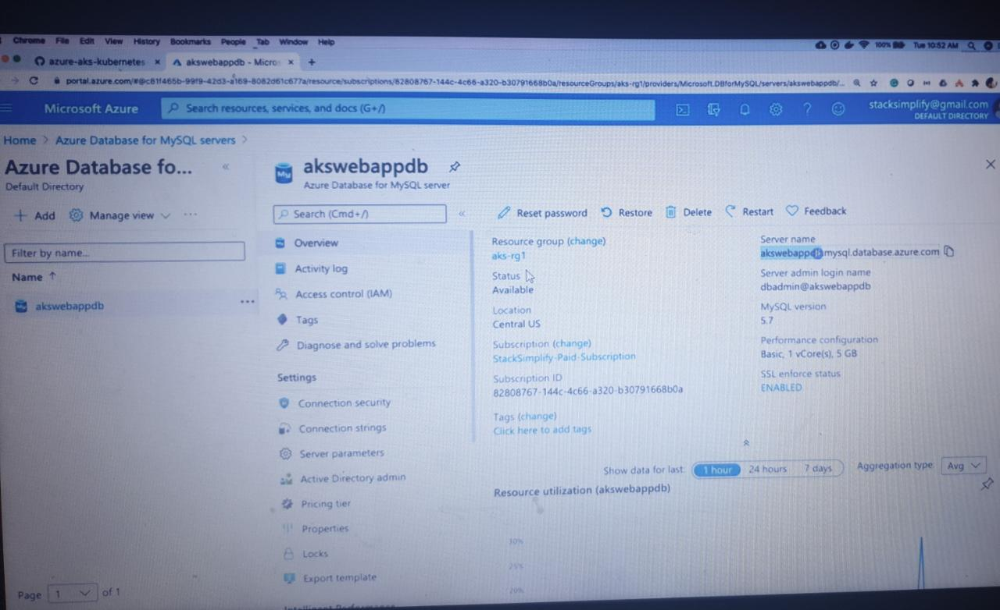 Chrome File Edit View History Bookmarks People Tab Window Help
100% Tue 10:52 AM
azure-aks-kubernetes × akswebappdb - Micros × +
portal.azure.com/#@c81f465b-99f9-42d3-a169-8082d61c677a/resource/subscriptions/82808767-144c-4c66-a320-b30791668b0a/resourceGroups/aks-rg1/providers/Microsoft.DBforMySQL/servers/akswebappdb/...
Microsoft Azure
Search resources, services, and docs (G+/)
stacksimplify@gmail.com
DEFAULT DIRECTORY
Home > Azure Database for MySQL servers >
Azure Database fo... «
Default Directory
+ Add Manage view ...
Filter by name...
Name ↑
akswebappdb ...
Page 1 of 1
akswebappdb
Azure Database for MySQL server
Search (Cmd+/) «
Overview
Activity log
Access control (IAM)
Tags
Diagnose and solve problems
Settings
Connection security
Connection strings
Server parameters
Active Directory admin
Pricing tier
Properties
Locks
Export template
Reset password Restore Delete Restart Feedback
Resource group (change)
aks-rg1
Status
Available
Location
Central US
Subscription (change)
StackSimplify-Paid-Subscription
Subscription ID
82808767-144c-4c66-a320-b30791668b0a
Tags (change)
Click here to add tags
Server name
akswebappdb.mysql.database.azure.com
Server admin login name
dbadmin@akswebappdb
MySQL version
5.7
Performance configuration
Basic, 1 vCore(s), 5 GB
SSL enforce status
ENABLED
Show data for last: 1 hour 24 hours 7 days Aggregation type: Avg
Resource utilization (akswebappdb)
30%
25%
20%